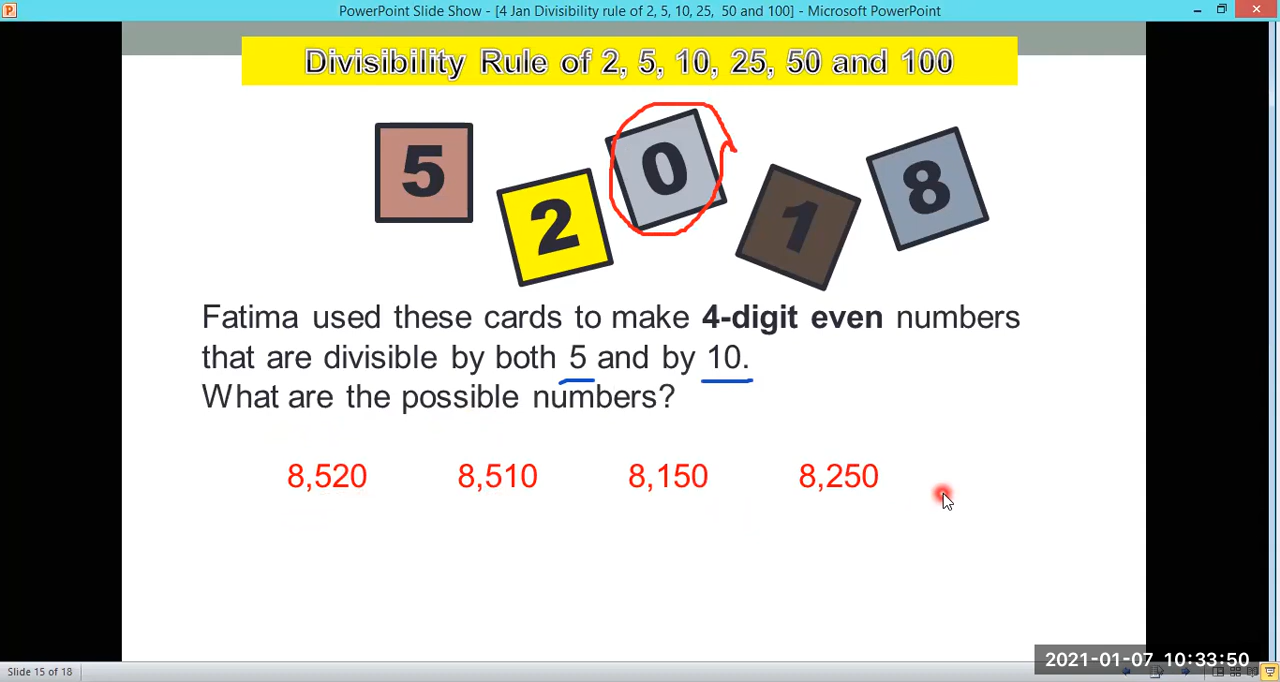 PowerPoint Slide Show - [4 Jan Divisibility rule of 2, 5, 10, 25, 50 and 100] - Microsoft PowerPoint
Divisibility Rule of 2, 5, 10, 25, 50 and 100
5 2 0 1 8
Fatima used these cards to make 4-digit even numbers
that are divisible by both 5 and by 10.
What are the possible numbers?
8,520 8,510 8,150 8,250
2021-01-07 10:33:50
Slide 15 of 18